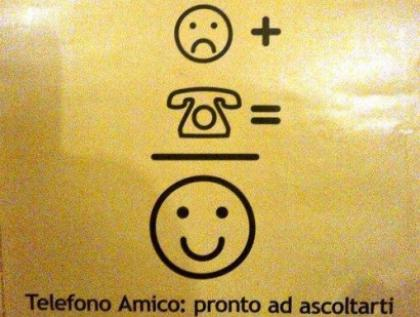 +
=
Telefono Amico: pronto ad ascoltarti